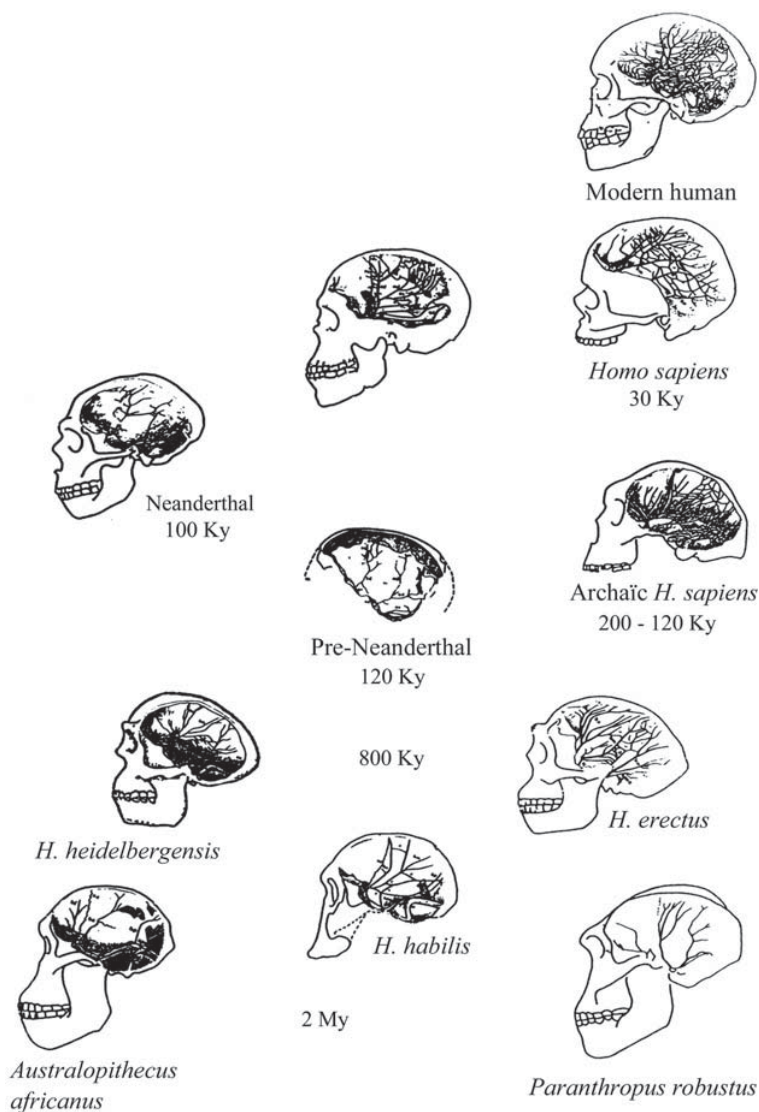 Modern human
Homo sapiens
30 Ky
Neanderthal
100 Ky
Archaïc H. sapiens
200 - 120 Ky
Pre-Neanderthal
120 Ky
800 Ky
H. heidelbergensis
H. erectus
H. habilis
2 My
Australopithecus
africanus
Paranthropus robustus